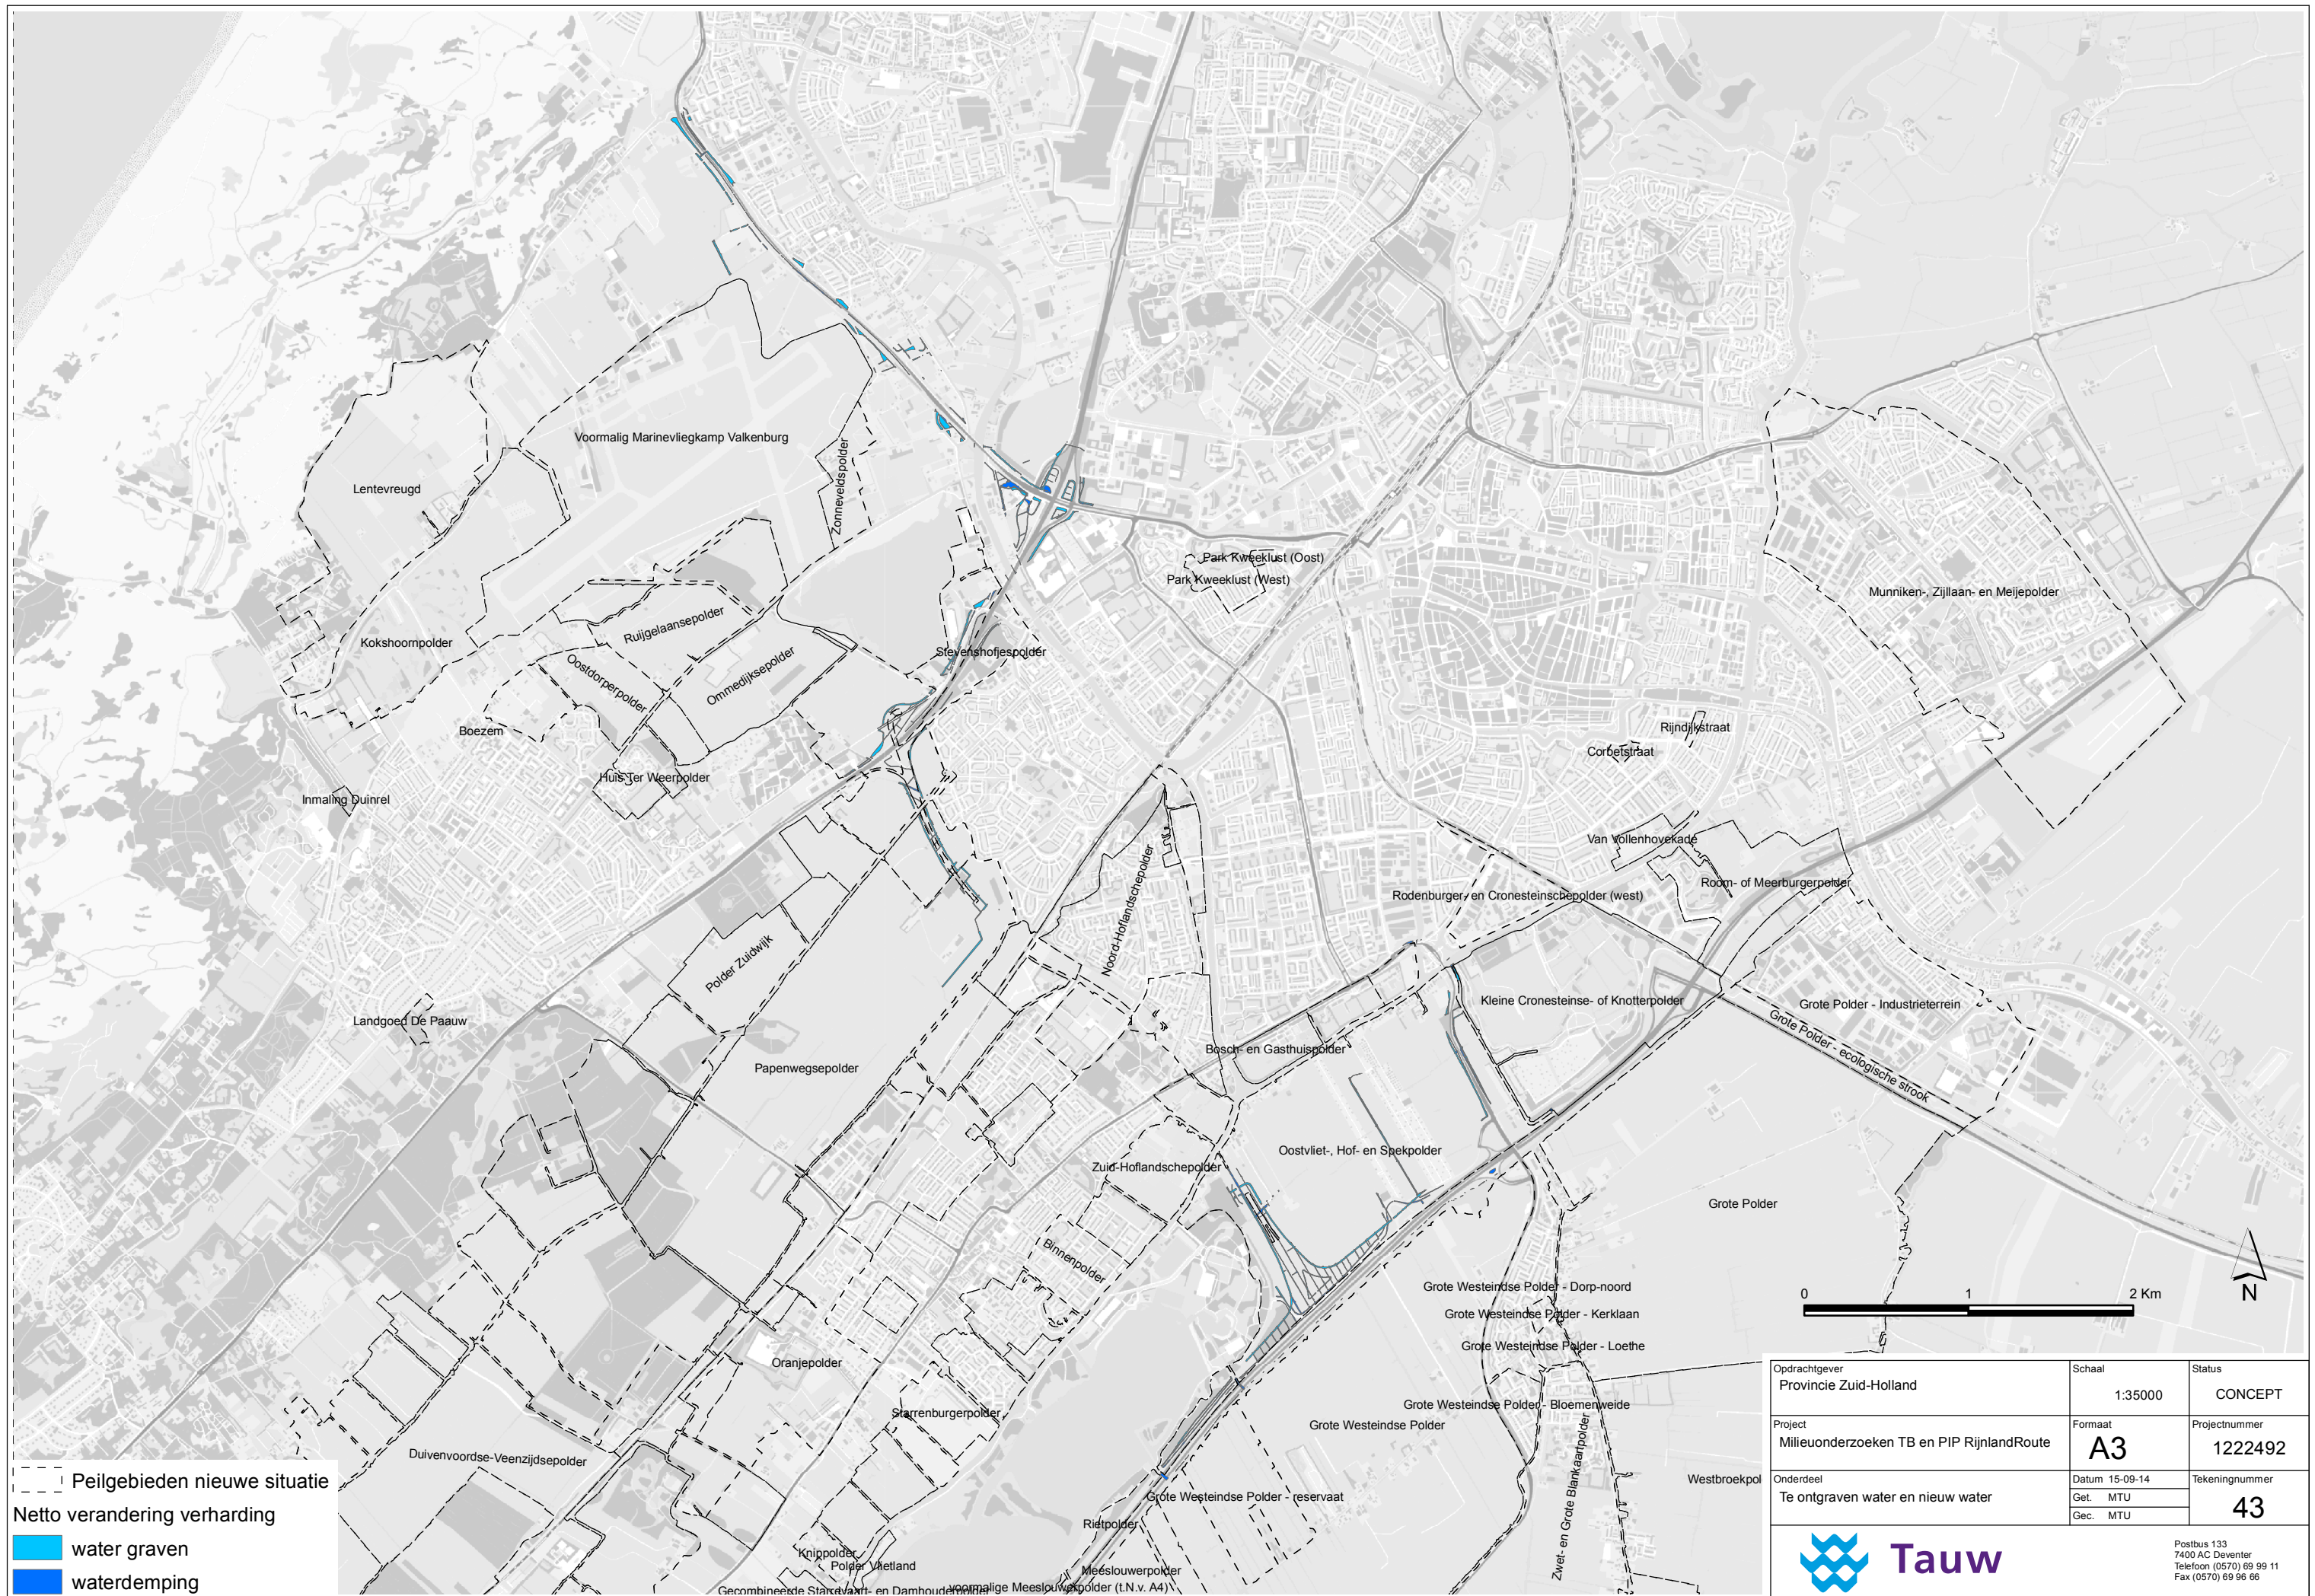 Voormalig Marinevliegkamp Valkenburg
Zonneveldspolder
Lentevreugd
Park Kweeklust (Oost)
Park Kweeklust (West)
Munniken-, Zijllaan- en Meijepolder
Ruijgelaansepolder
Kokshoornpolder
Stevenshofjespolder
Oostdorperpolder
Ommedijksepolder
Boezem
Rijndijkstraat
Corbetstraat
Huis Ter Weerpolder
Inmaling Duinrel
Van Vollenhovekade
Room- of Meerburgerpolder
Rodenburger- en Cronesteinschepolder (west)
Noord-Hoflandschepolder
Polder Zuidwijk
Kleine Cronesteinse- of Knotterpolder
Grote Polder - Industrieterrein
Landgoed De Paauw
Grote Polder - ecologische strook
Bosch- en Gasthuispolder
Papenwegsepolder
Oostvliet-, Hof- en Spekpolder
Zuid-Hoflandschepolder
Grote Polder
Binnenpolder
Grote Westeindse Polder - Dorp-noord
Grote Westeindse Polder - Kerklaan
Grote Westeindse Polder - Loethe
Oranjepolder
Starrenburgerpolder
Grote Westeindse Polder - Bloemenweide
Grote Westeindse Polder
Duivenvoordse-Veenzijdsepolder
Zwet- en Grote Blankaartpolder
Westbroekpol
Grote Westeindse Polder - reservaat
Rietpolder
Knippolder
Polder Vlietland
Meeslouwerpolder
voormalige Meeslouwerpolder (t.N.v. A4)
0 1 2 Km
N
Peilgebieden nieuwe situatie
Netto verandering verharding
water graven
waterdemping
Opdrachtgever
Provincie Zuid-Holland
Schaal
1:35000
Status
CONCEPT
Project
Milieuonderzoeken TB en PIP RijnlandRoute
Formaat
A3
Projectnummer
1222492
Onderdeel
Te ontgraven water en nieuw water
Datum 15-09-14
Get. MTU
Gec. MTU
Tekeningnummer
43
Tauw
Postbus 133
7400 AC Deventer
Telefoon (0570) 69 99 11
Fax (0570) 69 96 66